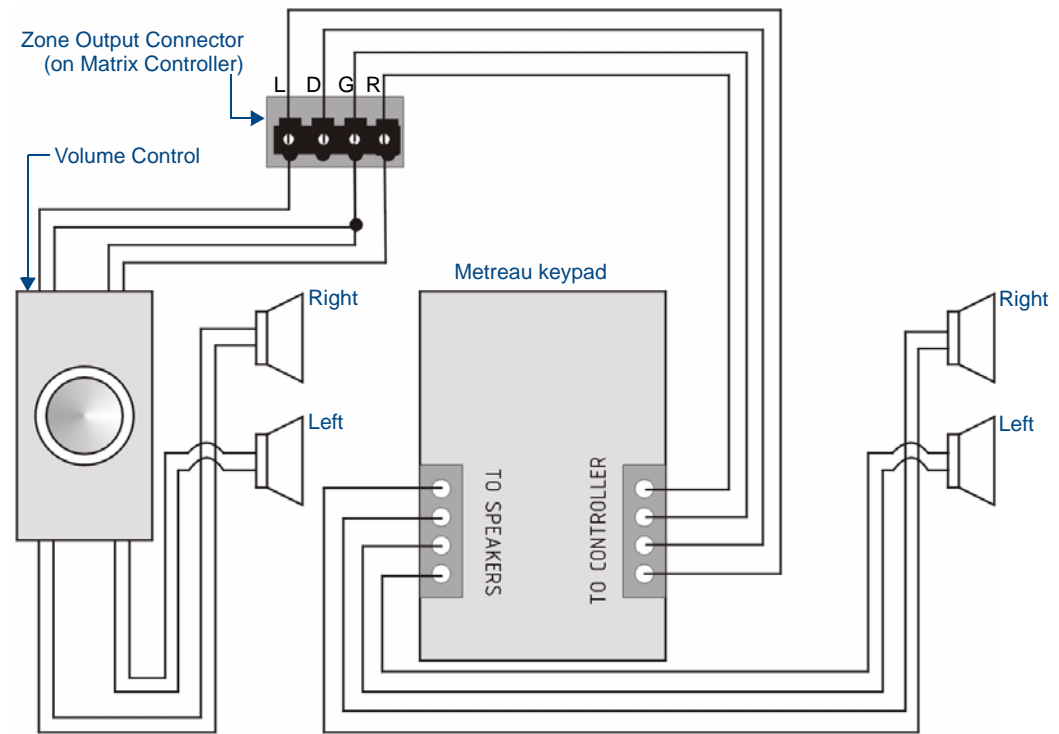 Zone Output Connector
(on Matrix Controller)
L D G R
Volume Control
Metreau keypad
Right
Right
Left
Left
TO SPEAKERS
TO CONTROLLER